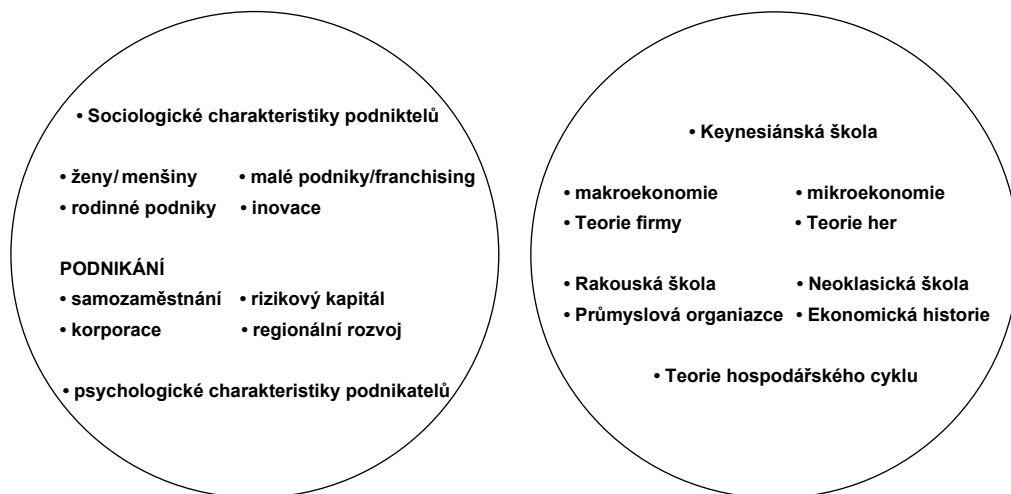 • Sociologické charakteristiky podniktelů
• ženy/menšiny • malé podniky/franchising
• rodinné podniky • inovace
PODNIKÁNÍ
• samozaměstnání • rizikový kapitál
• korporace • regionální rozvoj
• psychologické charakteristiky podnikatelů
• Keynesiánská škola
• makroekonomie • mikroekonomie
• Teorie firmy • Teorie her
• Rakouská škola • Neoklasická škola
• Průmyslová organiazce • Ekonomická historie
• Teorie hospodářského cyklu